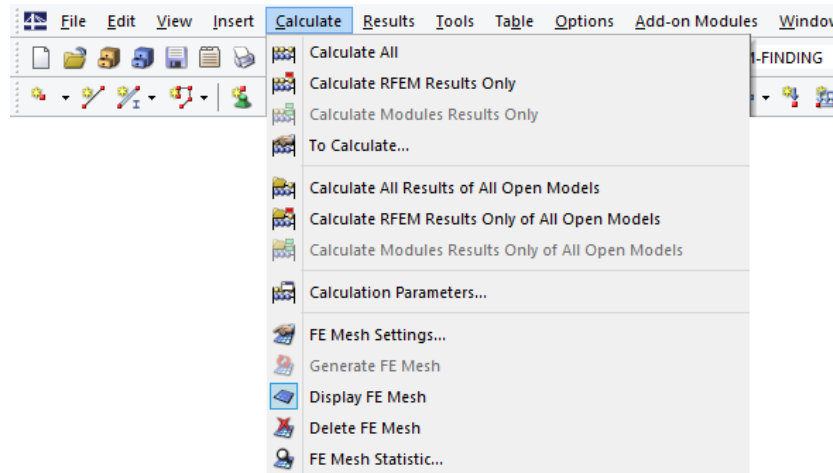 File Edit View Insert Calculate Results Tools Table Options Add-on Modules
Calculate All
-FINDING
Calculate RFEM Results Only
Calculate Modules Results Only
To Calculate...
Calculate All Results of All Open Models
Calculate RFEM Results Only of All Open Models
Calculate Modules Results Only of All Open Models
Calculation Parameters...
FE Mesh Settings...
Generate FE Mesh
Display FE Mesh
Delete FE Mesh
FE Mesh Statistic...